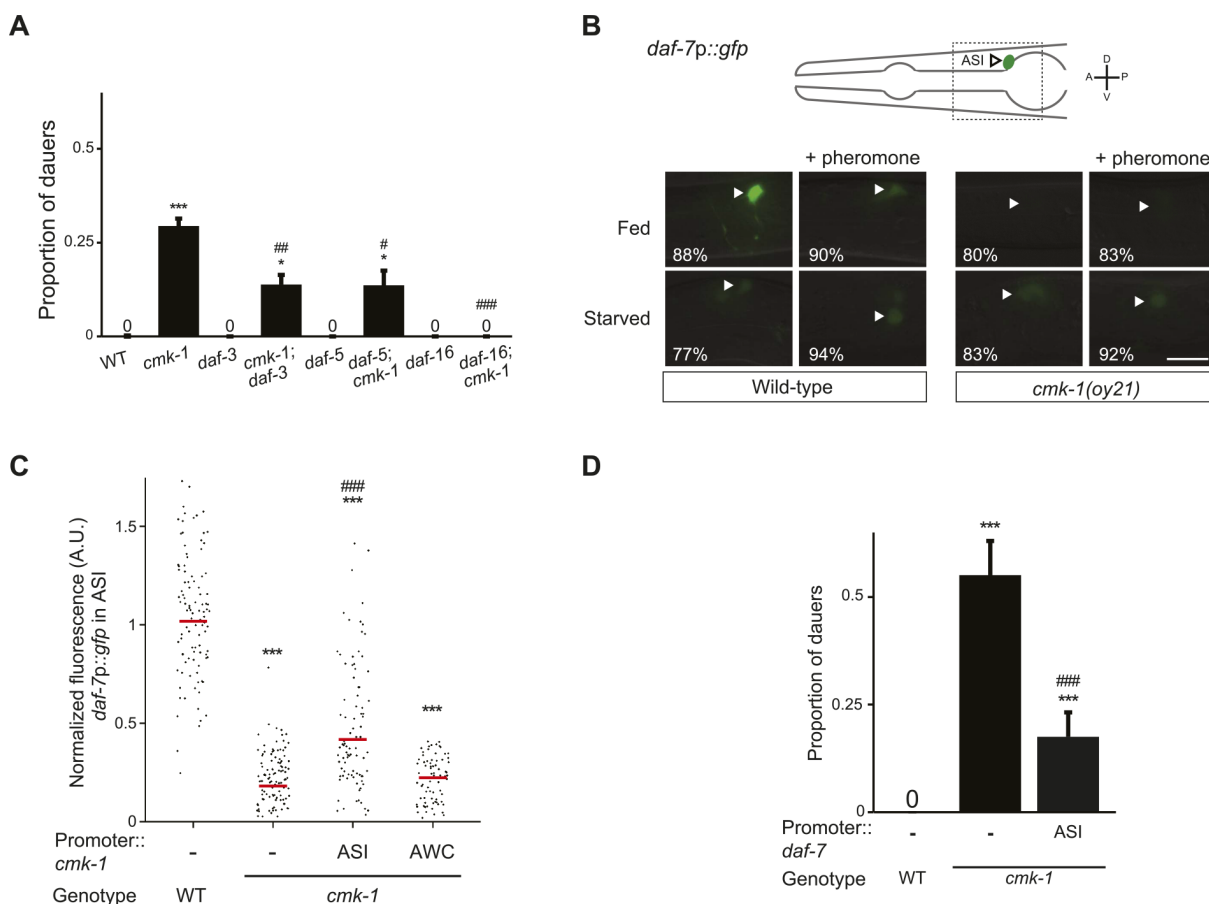 A
Proportion of dauers
0.5
0.25
0
0
***
0
##
*
0
#
*
0
###
0
WT
cmk-1
daf-3
cmk-1;
daf-3
daf-5
daf-5;
cmk-1
daf-16
daf-16;
cmk-1
B
daf-7p::gfp
ASI
D
A P
V
+ pheromone
+ pheromone
Fed
88%
90%
80%
83%
Starved
77%
94%
83%
92%
Wild-type
cmk-1(oy21)
C
Normalized fluorescence (A.U.)
daf-7p::gfp in ASI
1.5
1
0.5
0
***
###
***
***
Promoter::
cmk-1
- - ASI AWC
Genotype WT cmk-1
D
Proportion of dauers
0.5
0.25
0
0
***
###
***
Promoter::
daf-7
- - ASI
Genotype WT cmk-1